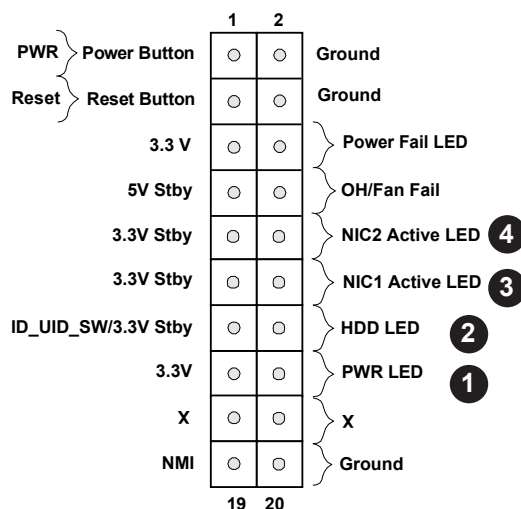 1 2
PWR Power Button Ground
Reset Reset Button Ground
3.3 V Power Fail LED
5V Stby OH/Fan Fail
3.3V Stby NIC2 Active LED 4
3.3V Stby NIC1 Active LED 3
ID_UID_SW/3.3V Stby HDD LED 2
3.3V PWR LED 1
X X
NMI Ground
19 20